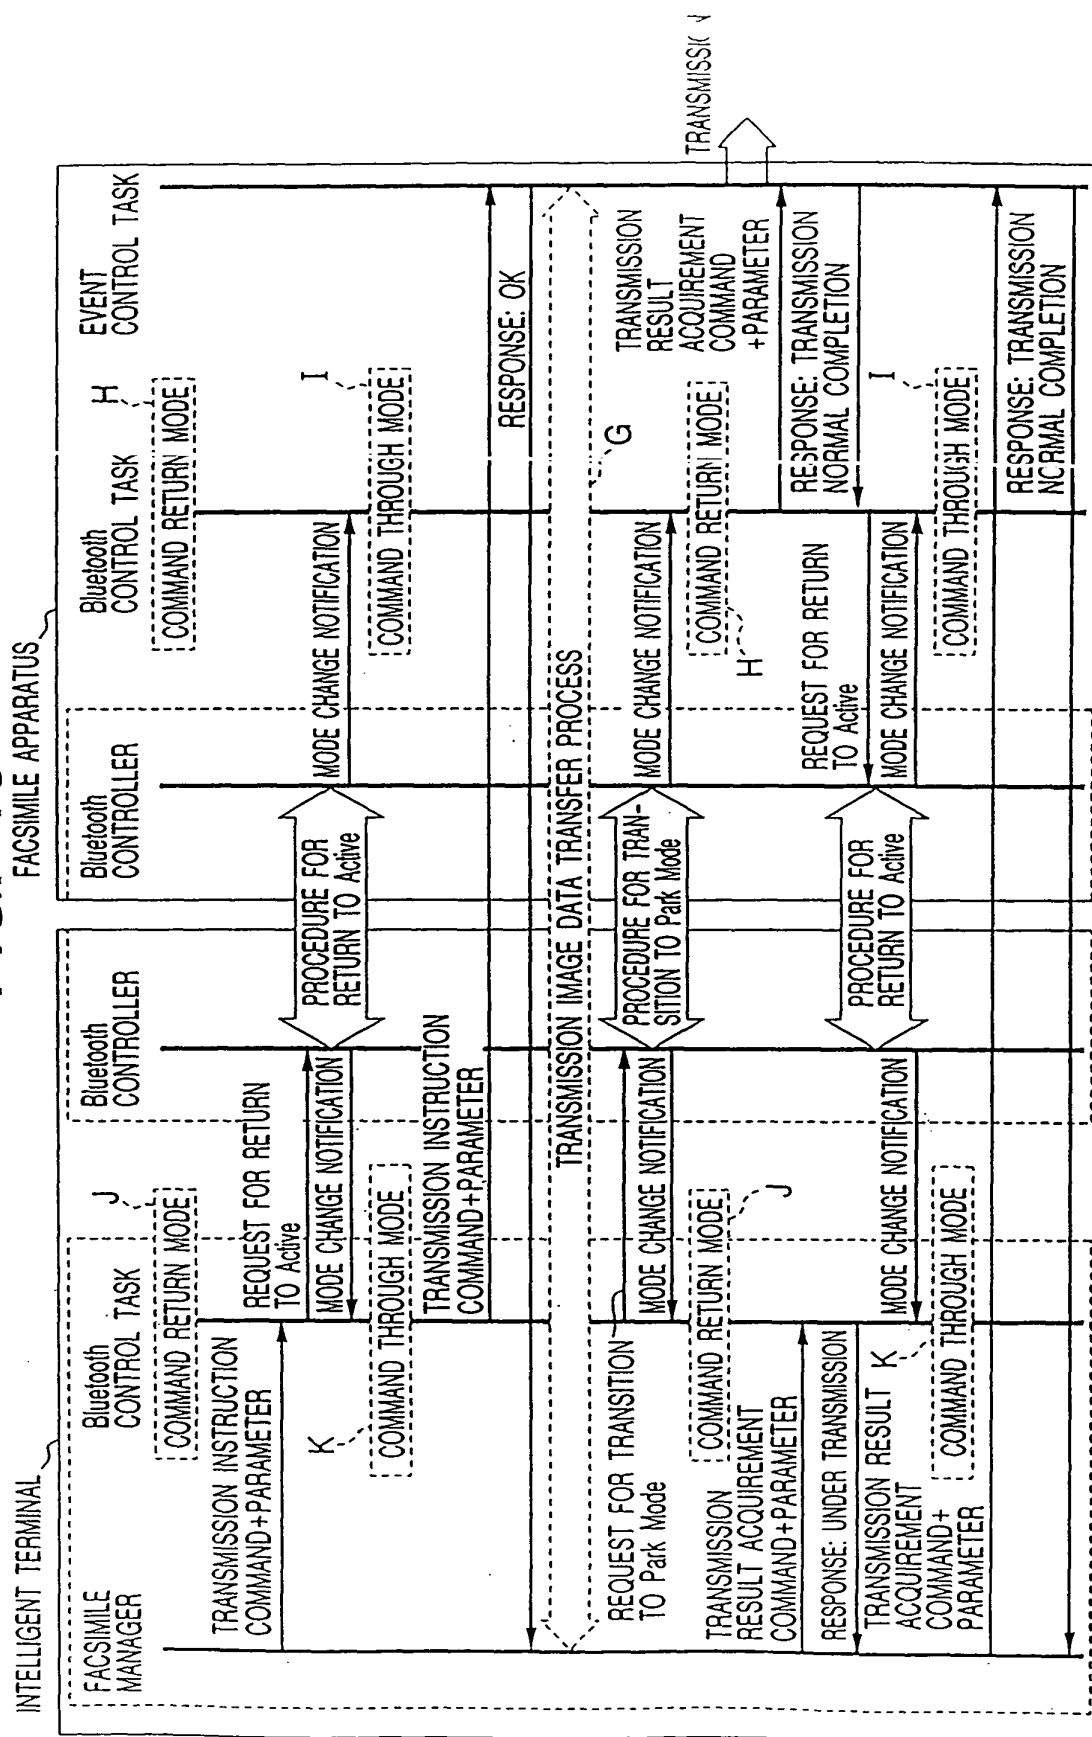 FACSIMILE APPARATUS
INTELLIGENT TERMINAL
FACSIMILE
MANAGER
Bluetooth
CONTROL TASK
Bluetooth
CONTROLLER
Bluetooth
CONTROLLER
Bluetooth
CONTROL TASK
EVENT
CONTROL TASK
J
COMMAND RETURN MODE
H
COMMAND RETURN MODE
TRANSMISSION INSTRUCTION
COMMAND+PARAMETER
REQUEST FOR RETURN
TO Active
PROCEDURE FOR
RETURN TO Active
MODE CHANGE NOTIFICATION
MODE CHANGE NOTIFICATION
K
COMMAND THROUGH MODE
I
COMMAND THROUGH MODE
TRANSMISSION INSTRUCTION
COMMAND+PARAMETER
RESPONSE: OK
TRANSMISSION IMAGE DATA TRANSFER PROCESS
G
REQUEST FOR TRANSITION
TO Park Mode
PROCEDURE FOR TRAN-
SITION TO Park Mode
MODE CHANGE NOTIFICATION
MODE CHANGE NOTIFICATION
COMMAND RETURN MODE
J
COMMAND RETURN MODE
H
TRANSMISSION
TRANSMISSION
RESULT ACQUIREMENT
COMMAND+PARAMETER
TRANSMISSION
RESULT
ACQUIREMENT
COMMAND
+PARAMETER
RESPONSE: UNDER TRANSMISSION
RESPONSE: TRANSMISSION
NORMAL COMPLETION
REQUEST FOR RETURN
TO Active
PROCEDURE FOR
RETURN TO Active
MODE CHANGE NOTIFICATION
MODE CHANGE NOTIFICATION
K
COMMAND THROUGH MODE
I
COMMAND THROUGH MODE
TRANSMISSION RESULT
ACQUIREMENT
COMMAND+
PARAMETER
RESPONSE: TRANSMISSION
NORMAL COMPLETION